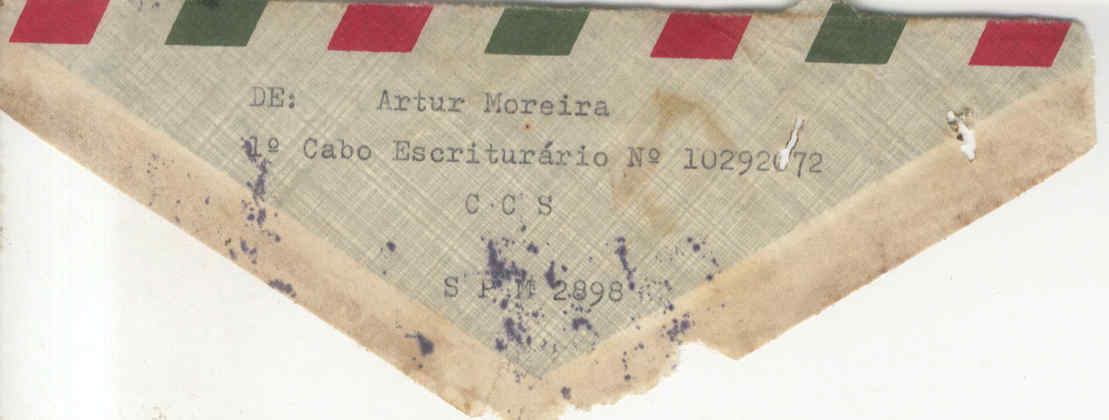 DE: Artur Moreira
1º Cabo Escriturário Nº 10292072
C.C S
S P M 2898